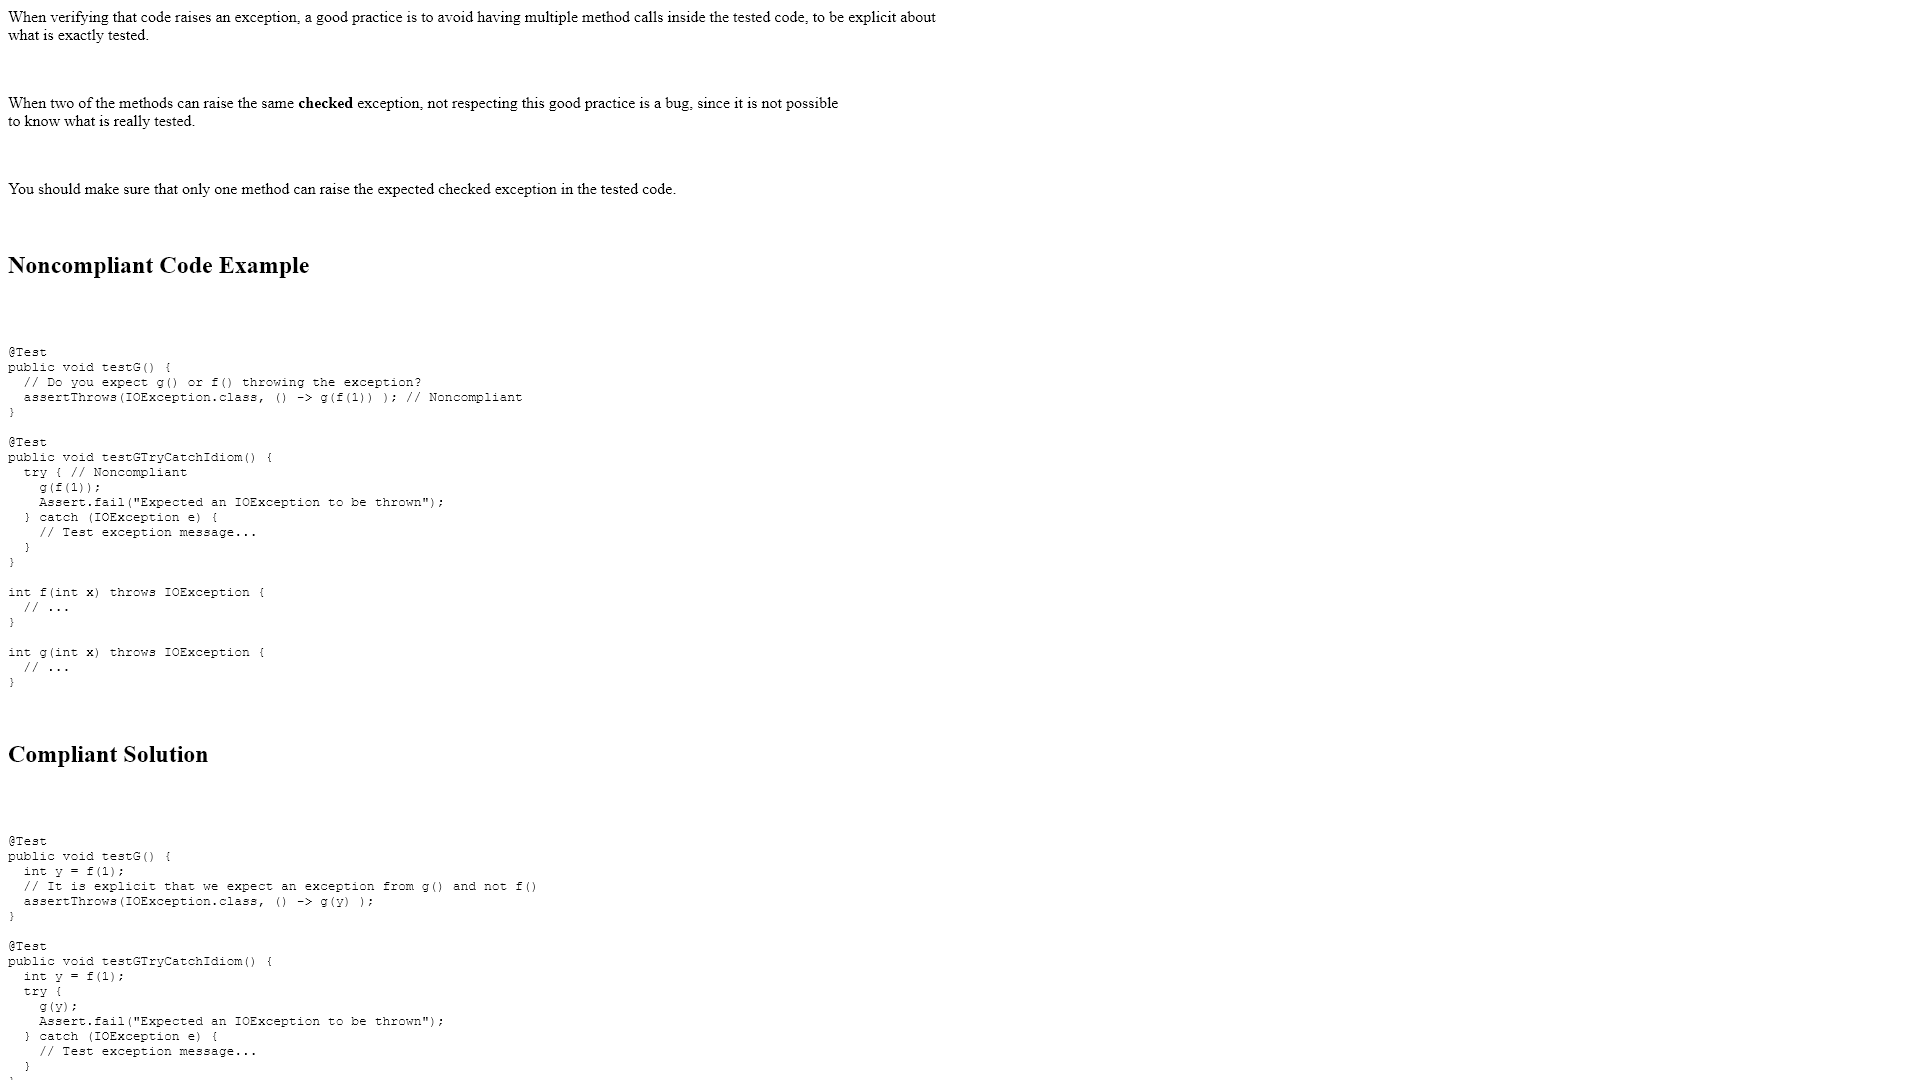 When verifying that code raises an exception, a good practice is to avoid having multiple method calls inside the tested code, to be explicit about
what is exactly tested.
When two of the methods can raise the same checked exception, not respecting this good practice is a bug, since it is not possible
to know what is really tested.
You should make sure that only one method can raise the expected checked exception in the tested code.
Noncompliant Code Example
@Test
public void testG() {
  // Do you expect g() or f() throwing the exception?
  assertThrows(IOException.class, () -> g(f(1)) ); // Noncompliant
}
@Test
public void testGTryCatchIdiom() {
  try { // Noncompliant
    g(f(1));
    Assert.fail("Expected an IOException to be thrown");
  } catch (IOException e) {
    // Test exception message...
  }
}
int f(int x) throws IOException {
  // ...
}
int g(int x) throws IOException {
  // ...
}
Compliant Solution
@Test
public void testG() {
  int y = f(1);
  // It is explicit that we expect an exception from g() and not f()
  assertThrows(IOException.class, () -> g(y) );
}
@Test
public void testGTryCatchIdiom() {
  int y = f(1);
  try {
    g(y);
    Assert.fail("Expected an IOException to be thrown");
  } catch (IOException e) {
    // Test exception message...
  }